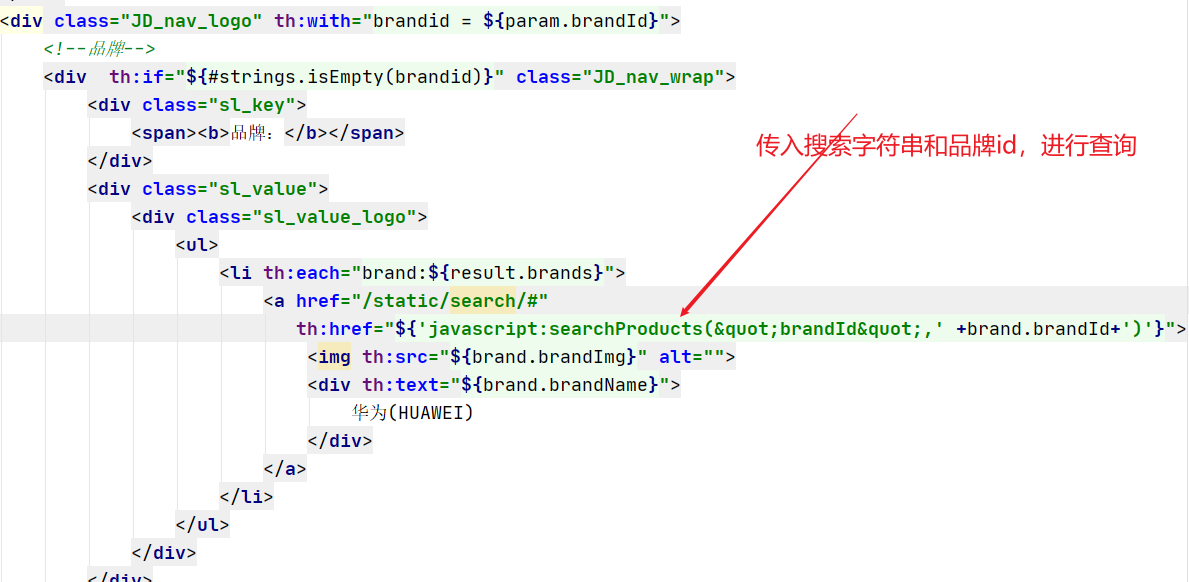 <div class="JD_nav_logo" th:with="brandid = ${param.brandId}">
<!--品牌-->
<div  th:if="${#strings.isEmpty(brandid)}" class="JD_nav_wrap">
<div class="sl_key">
<span><b>品牌：</b></span>
</div>
传入搜索字符串和品牌id，进行查询
<div class="sl_value">
<div class="sl_value_logo">
<ul>
<li th:each="brand:${result.brands}">
<a href="/static/search/#"
th:href="${'javascript:searchProducts(&quot;brandId&quot;,' +brand.brandId+')'}">
<img th:src="${brand.brandImg}" alt="">
<div th:text="${brand.brandName}">
华为(HUAWEI)
</div>
</a>
</li>
</ul>
</div>
</div>